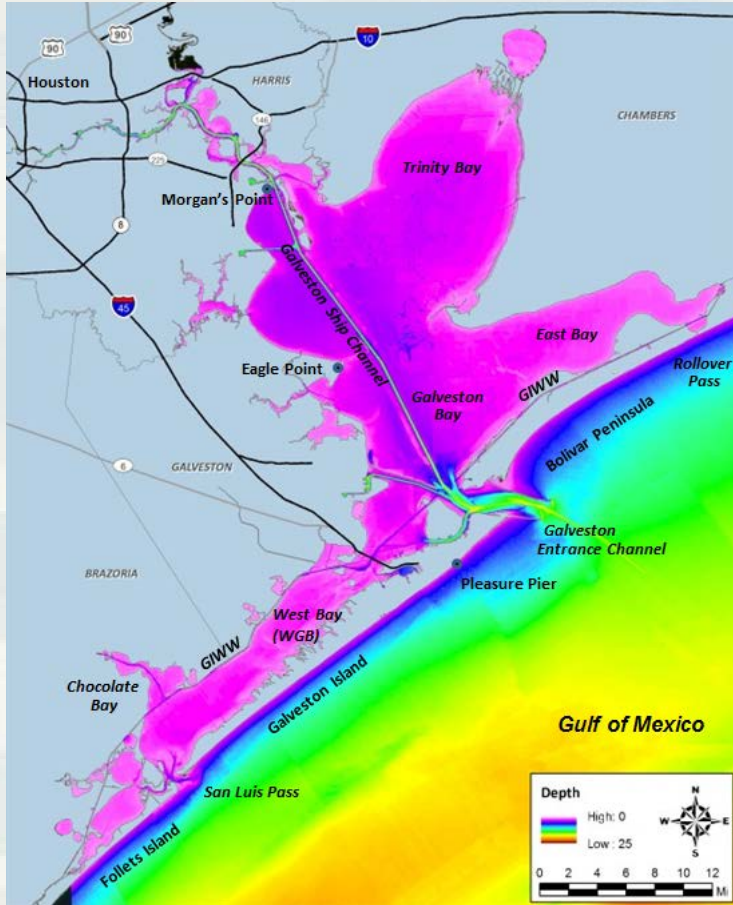 90
90
10
Houston
HARRIS
146
CHAMBERS
225
Trinity Bay
Morgan's Point
8
Galveston Ship Channel
45
East Bay
Rollover
Pass
Eagle Point
GIWW
Galveston
Bay
Bolivar Peninsula
6
GALVESTON
Galveston
Entrance Channel
Pleasure Pier
BRAZORIA
West Bay
(WGB)
GIWW
Galveston Island
Chocolate
Bay
Gulf of Mexico
San Luis Pass
Follets Island
Depth
High: 0
Low : 25
N
W
E
S
0 2 4 6 8 10 12
Mi